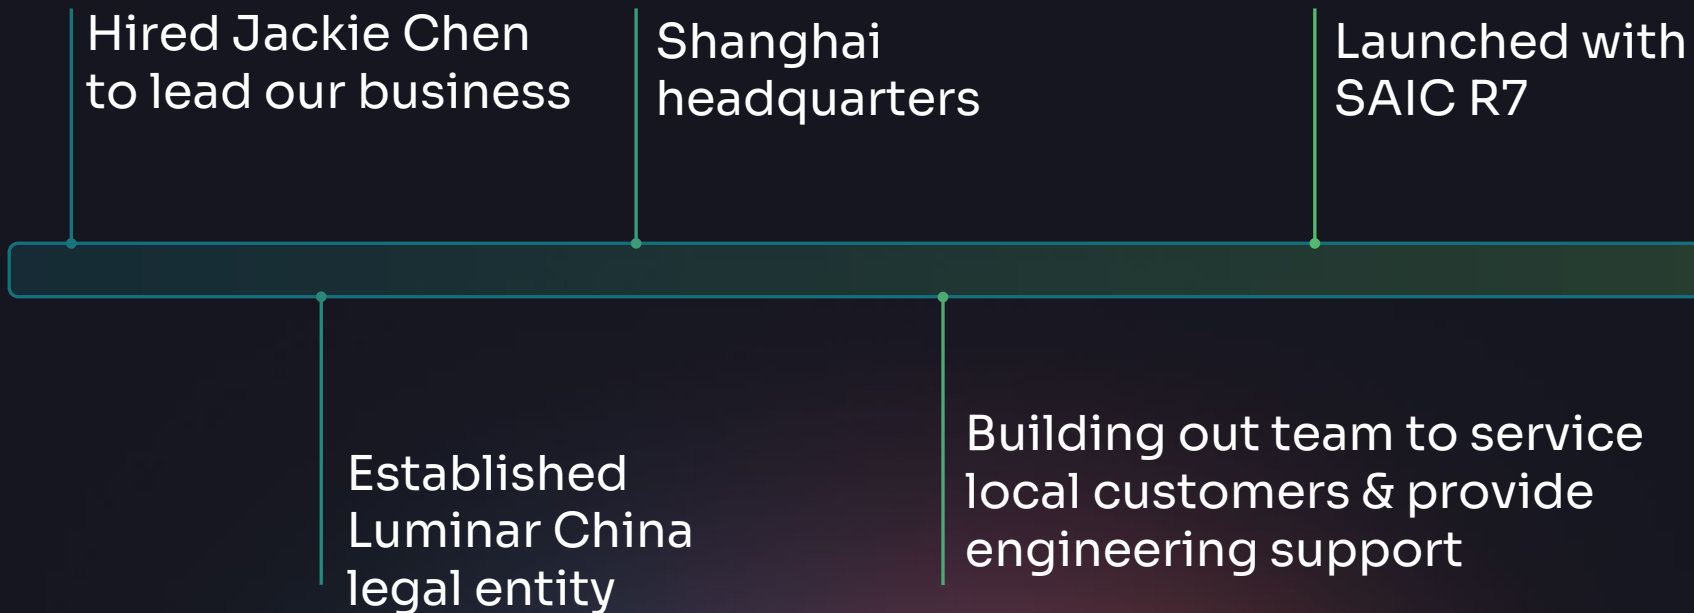 Hired Jackie Chen
to lead our business
Shanghai
headquarters
Launched with
SAIC R7
Established
Luminar China
legal entity
Building out team to service
local customers & provide
engineering support